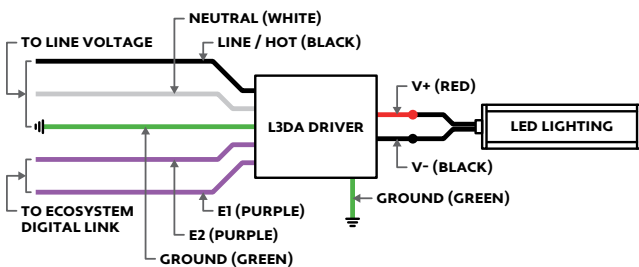 NEUTRAL (WHITE)
TO LINE VOLTAGE
LINE / HOT (BLACK)
V+ (RED)
L3DA DRIVER
LED LIGHTING
V- (BLACK)
GROUND (GREEN)
TO ECOSYSTEM
DIGITAL LINK
E1 (PURPLE)
E2 (PURPLE)
GROUND (GREEN)